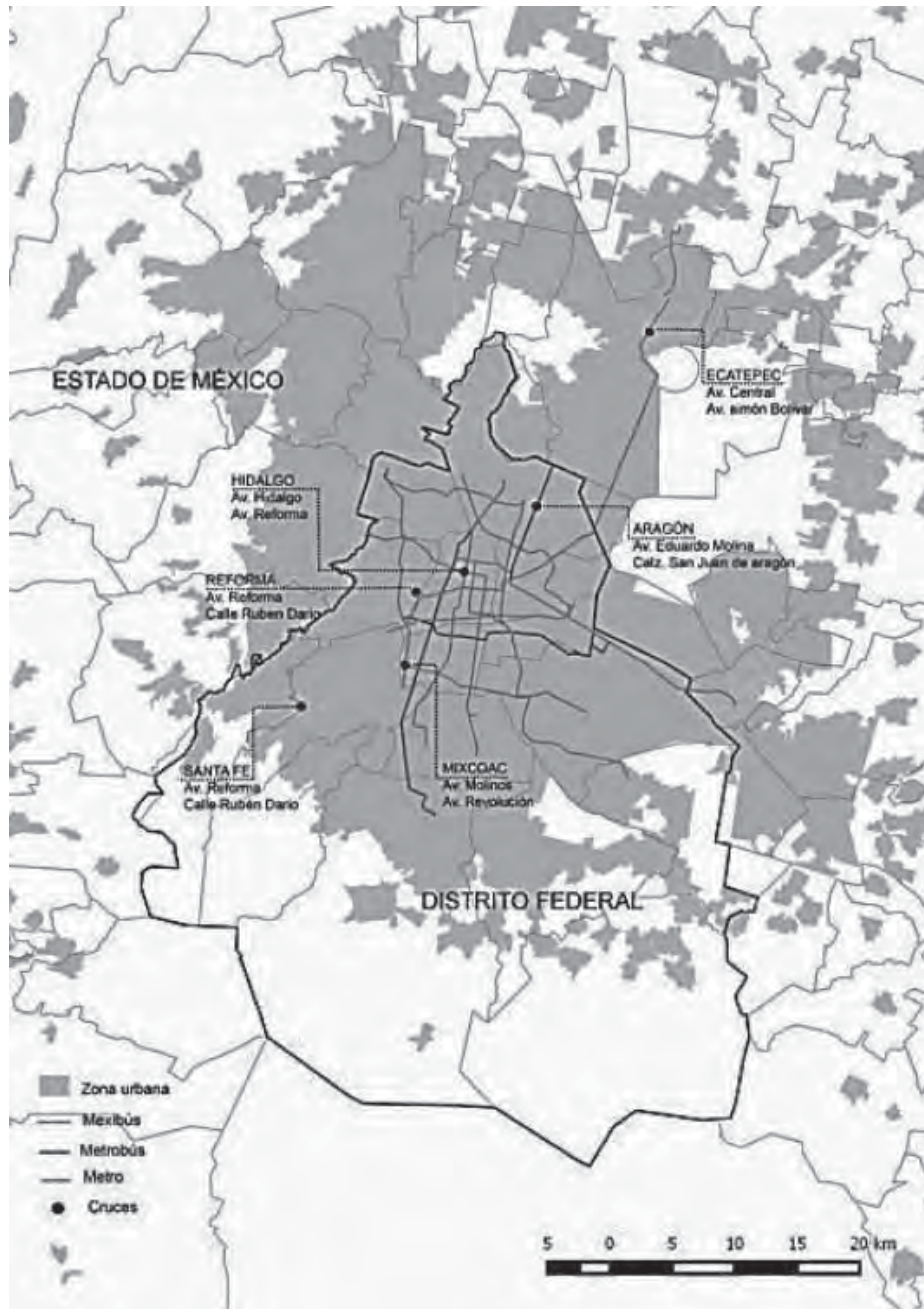 ESTADO DE MÉXICO
ECATEPEC
Av. Central
Av. simón Bolivar
HIDALGO
Av. Hidalgo
Av. Reforma
ARAGÓN
Av. Eduardo Molina
Calz. San Juan de aragón
REFORMA
Av. Reforma
Calle Ruben Dario
SANTA FE
Av. Reforma
Calle Rubén Dario
MIXCOAC
Av. Molinos
Av. Revolución
DISTRITO FEDERAL
Zona urbana
Mexibús
Metrobús
Metro
Cruces
5 0 5 10 15 20 km